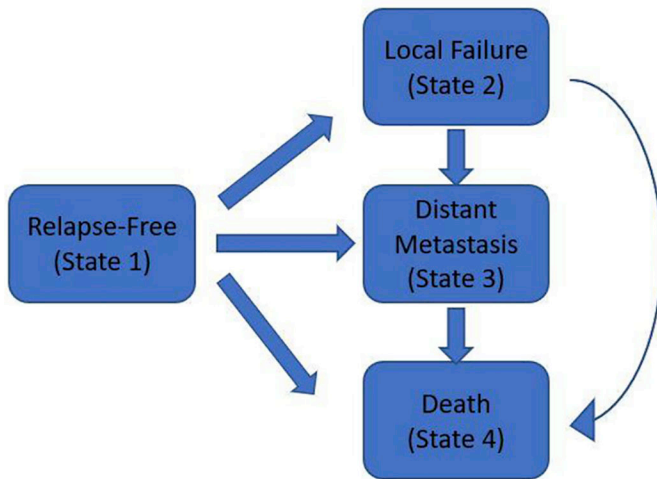 Local Failure
(State 2)
Relapse-Free
(State 1)
Distant
Metastasis
(State 3)
Death
(State 4)